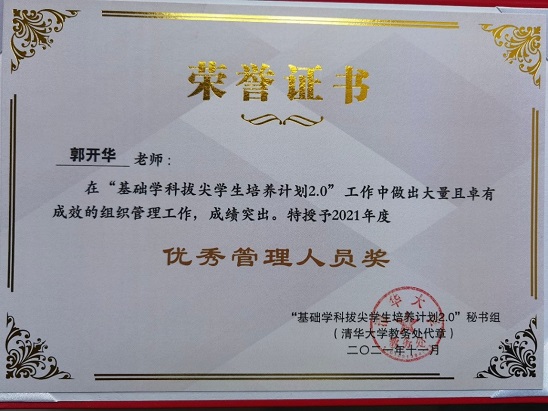 荣誉证书
郭开华 老师：
在“基础学科拔尖学生培养计划2.0”工作中做出大量且卓有
成效的组织管理工作，成绩突出。特授予2021年度
优秀管理人员奖
“基础学科拔尖学生培养计划2.0”秘书组
（清华大学教务处代章）
二〇二一年十一月